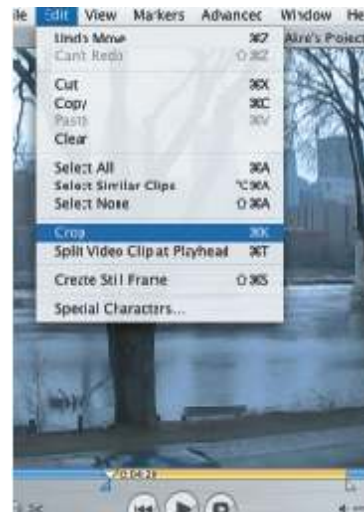 Edit View Markers Advanced Window
Undo Move ⌘Z
Can't Redo ⇧⌘Z
Cut ⌘X
Copy ⌘C
Paste ⌘V
Clear
Select All ⌘A
Select Similar Clips ⌥⌘A
Select None ⇧⌘A
Crop ⌘K
Split Video Clip at Playhead ⌘T
Create Still Frame ⇧⌘S
Special Characters...